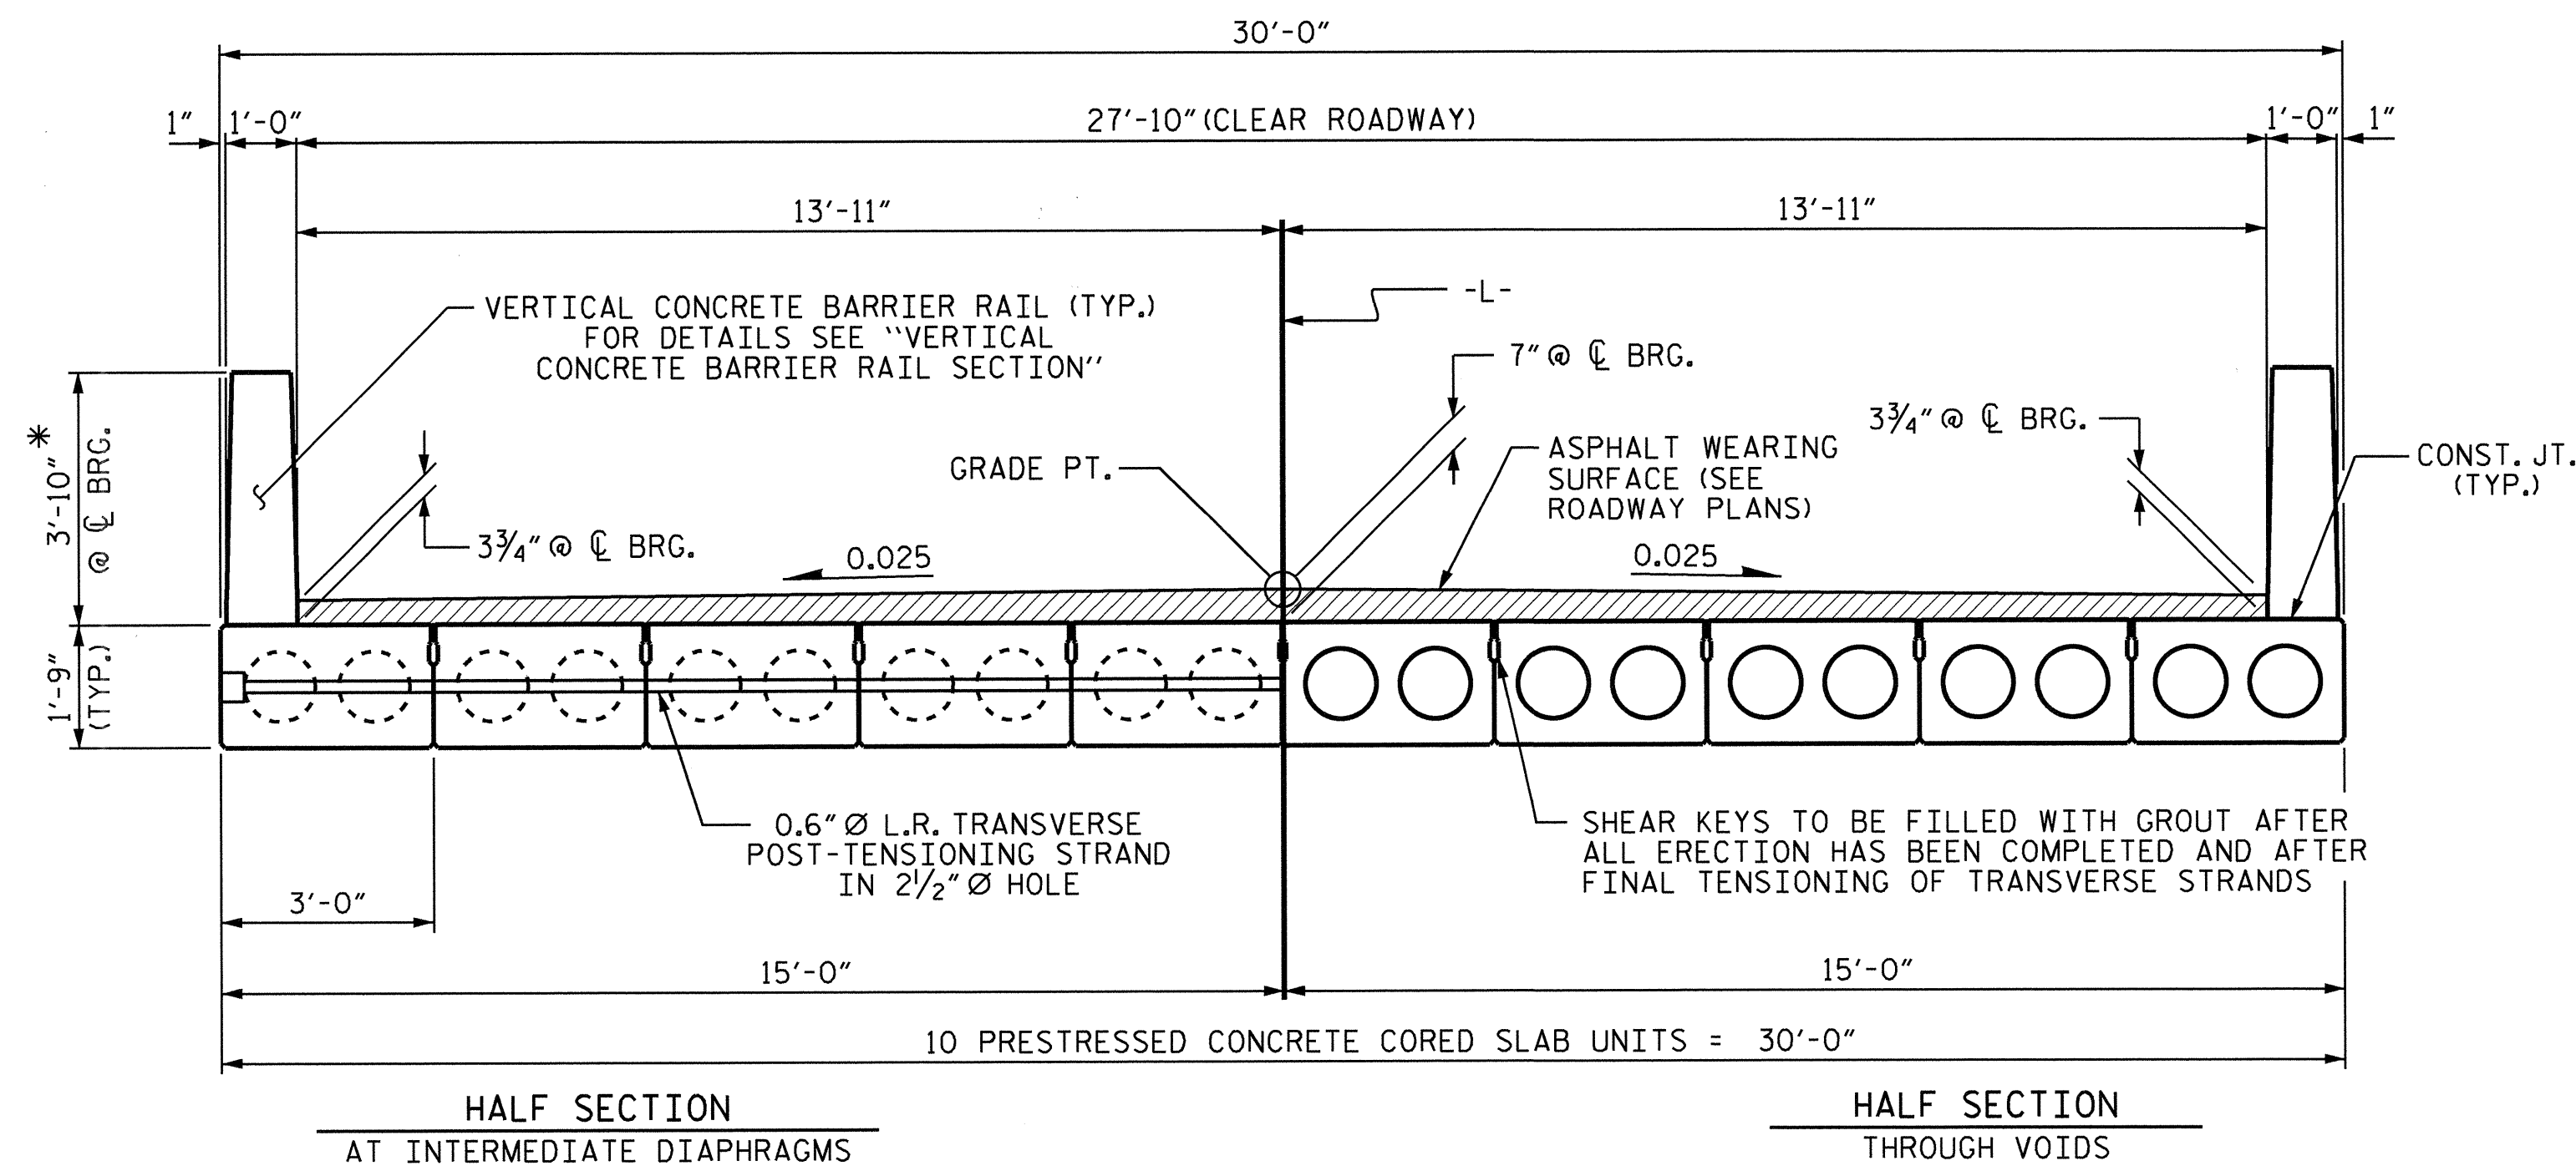 30'-0"
1" 1'-0" 27'-10" (CLEAR ROADWAY) 1'-0" 1"
13'-11" 13'-11"
VERTICAL CONCRETE BARRIER RAIL (TYP.)
FOR DETAILS SEE "VERTICAL
CONCRETE BARRIER RAIL SECTION"
-L-
7" @ ℄ BRG.
3¾" @ ℄ BRG.
GRADE PT.
ASPHALT WEARING
SURFACE (SEE
ROADWAY PLANS)
CONST. JT.
(TYP.)
3'-10" *
@ ℄ BRG.
3¾" @ ℄ BRG.
0.025
0.025
1'-9"
(TYP.)
0.6" Ø L.R. TRANSVERSE
POST-TENSIONING STRAND
IN 2½" Ø HOLE
SHEAR KEYS TO BE FILLED WITH GROUT AFTER
ALL ERECTION HAS BEEN COMPLETED AND AFTER
FINAL TENSIONING OF TRANSVERSE STRANDS
3'-0"
15'-0" 15'-0"
10 PRESTRESSED CONCRETE CORED SLAB UNITS = 30'-0"
HALF SECTION
AT INTERMEDIATE DIAPHRAGMS
HALF SECTION
THROUGH VOIDS